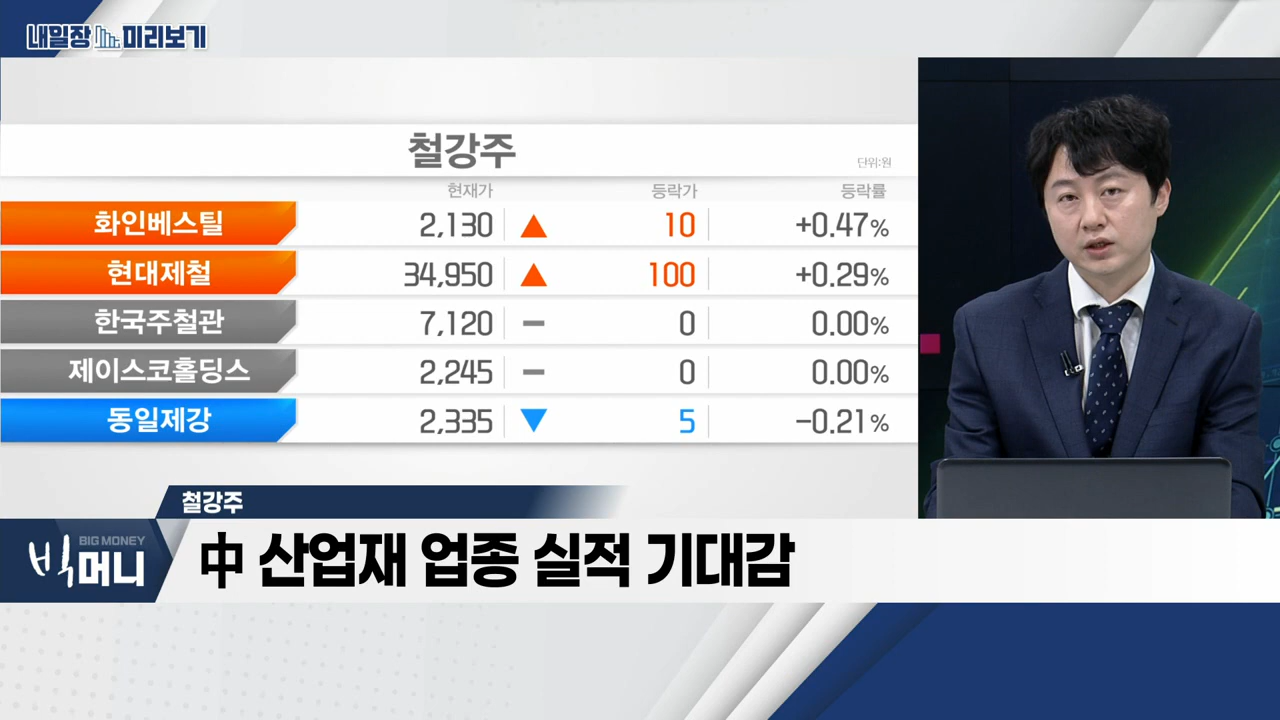 내일장 미리보기
철강주
단위:원
현재가 등락가 등락률
화인베스틸 2,130 ▲ 10 +0.47%
현대제철 34,950 ▲ 100 +0.29%
한국주철관 7,120 － 0 0.00%
제이스코홀딩스 2,245 － 0 0.00%
동일제강 2,335 ▼ 5 －0.21%
철강주
BIG MONEY
빅머니
中 산업재 업종 실적 기대감